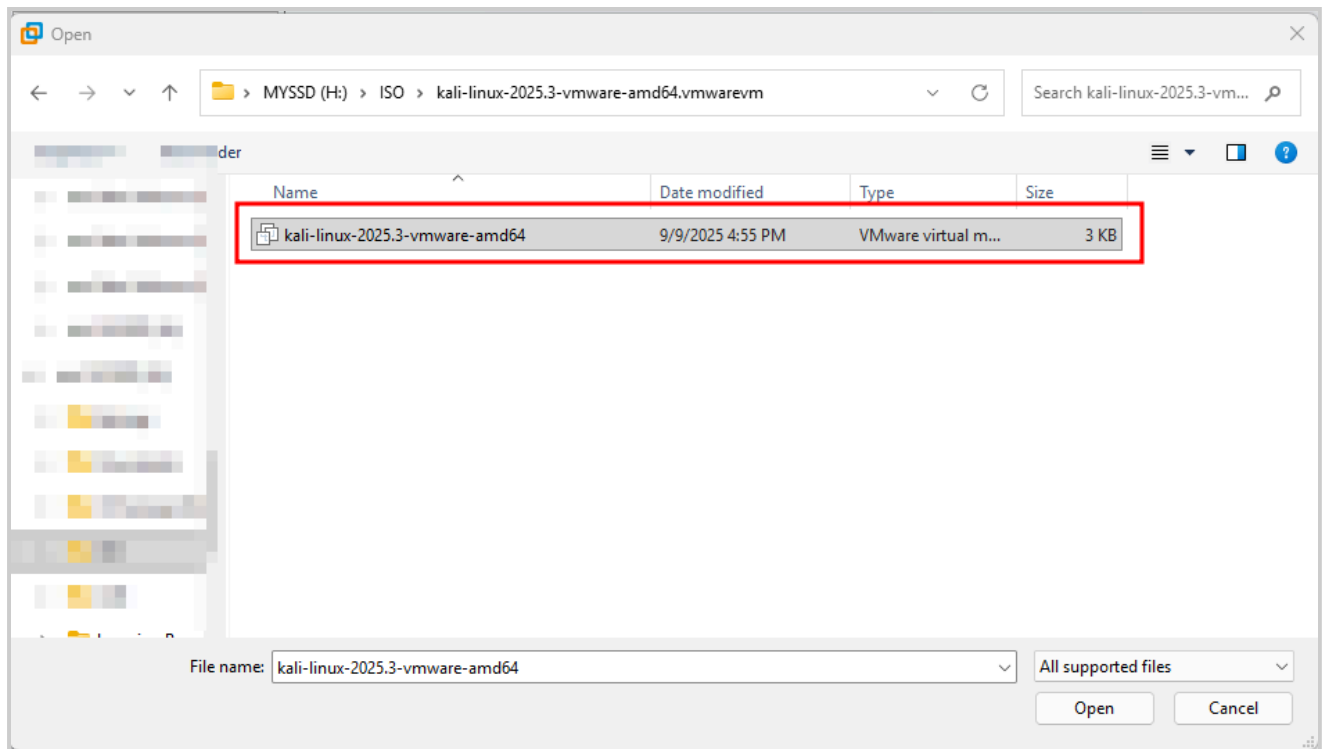 Open
MYSSD (H:) > ISO > kali-linux-2025.3-vmware-amd64.vmwarevm
Search kali-linux-2025.3-vm...
der
Name Date modified Type Size
kali-linux-2025.3-vmware-amd64 9/9/2025 4:55 PM VMware virtual m... 3 KB
File name: kali-linux-2025.3-vmware-amd64 All supported files
Open Cancel